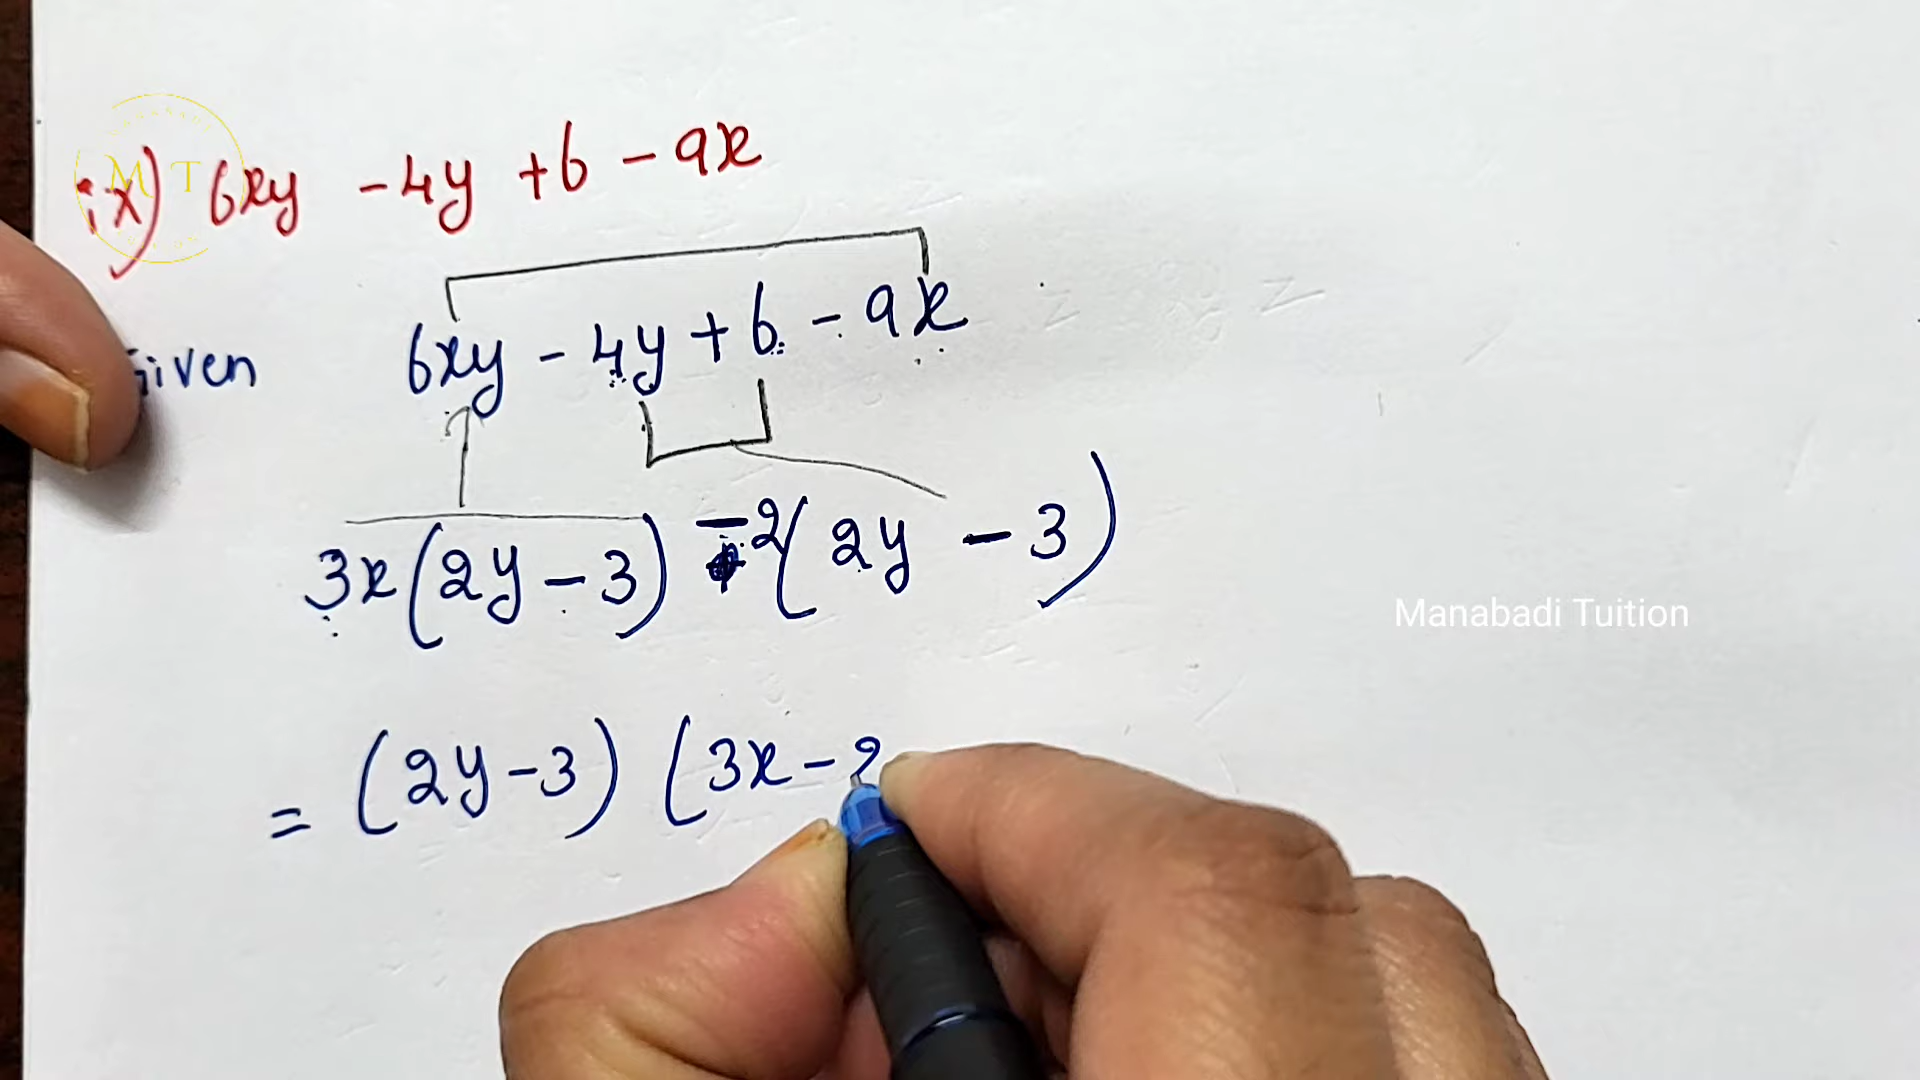 ix) 6xy - 4y + 6 - 9x
M T
Given 6xy - 4y + 6 - 9x
3x(2y - 3) - 2(2y - 3)
Manabadi Tuition
= (2y - 3) (3x - 2